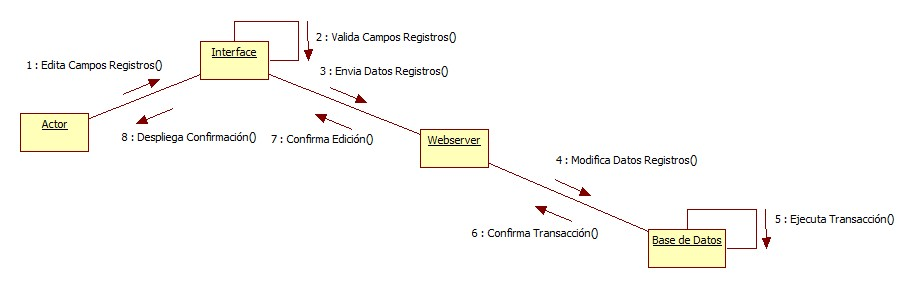 2 : Valida Campos Registros()
Interface
1 : Edita Campos Registros()
3 : Envia Datos Registros()
Actor
8 : Despliega Confirmación()
7 : Confirma Edición()
Webserver
4 : Modifica Datos Registros()
5 : Ejecuta Transacción()
6 : Confirma Transacción()
Base de Datos